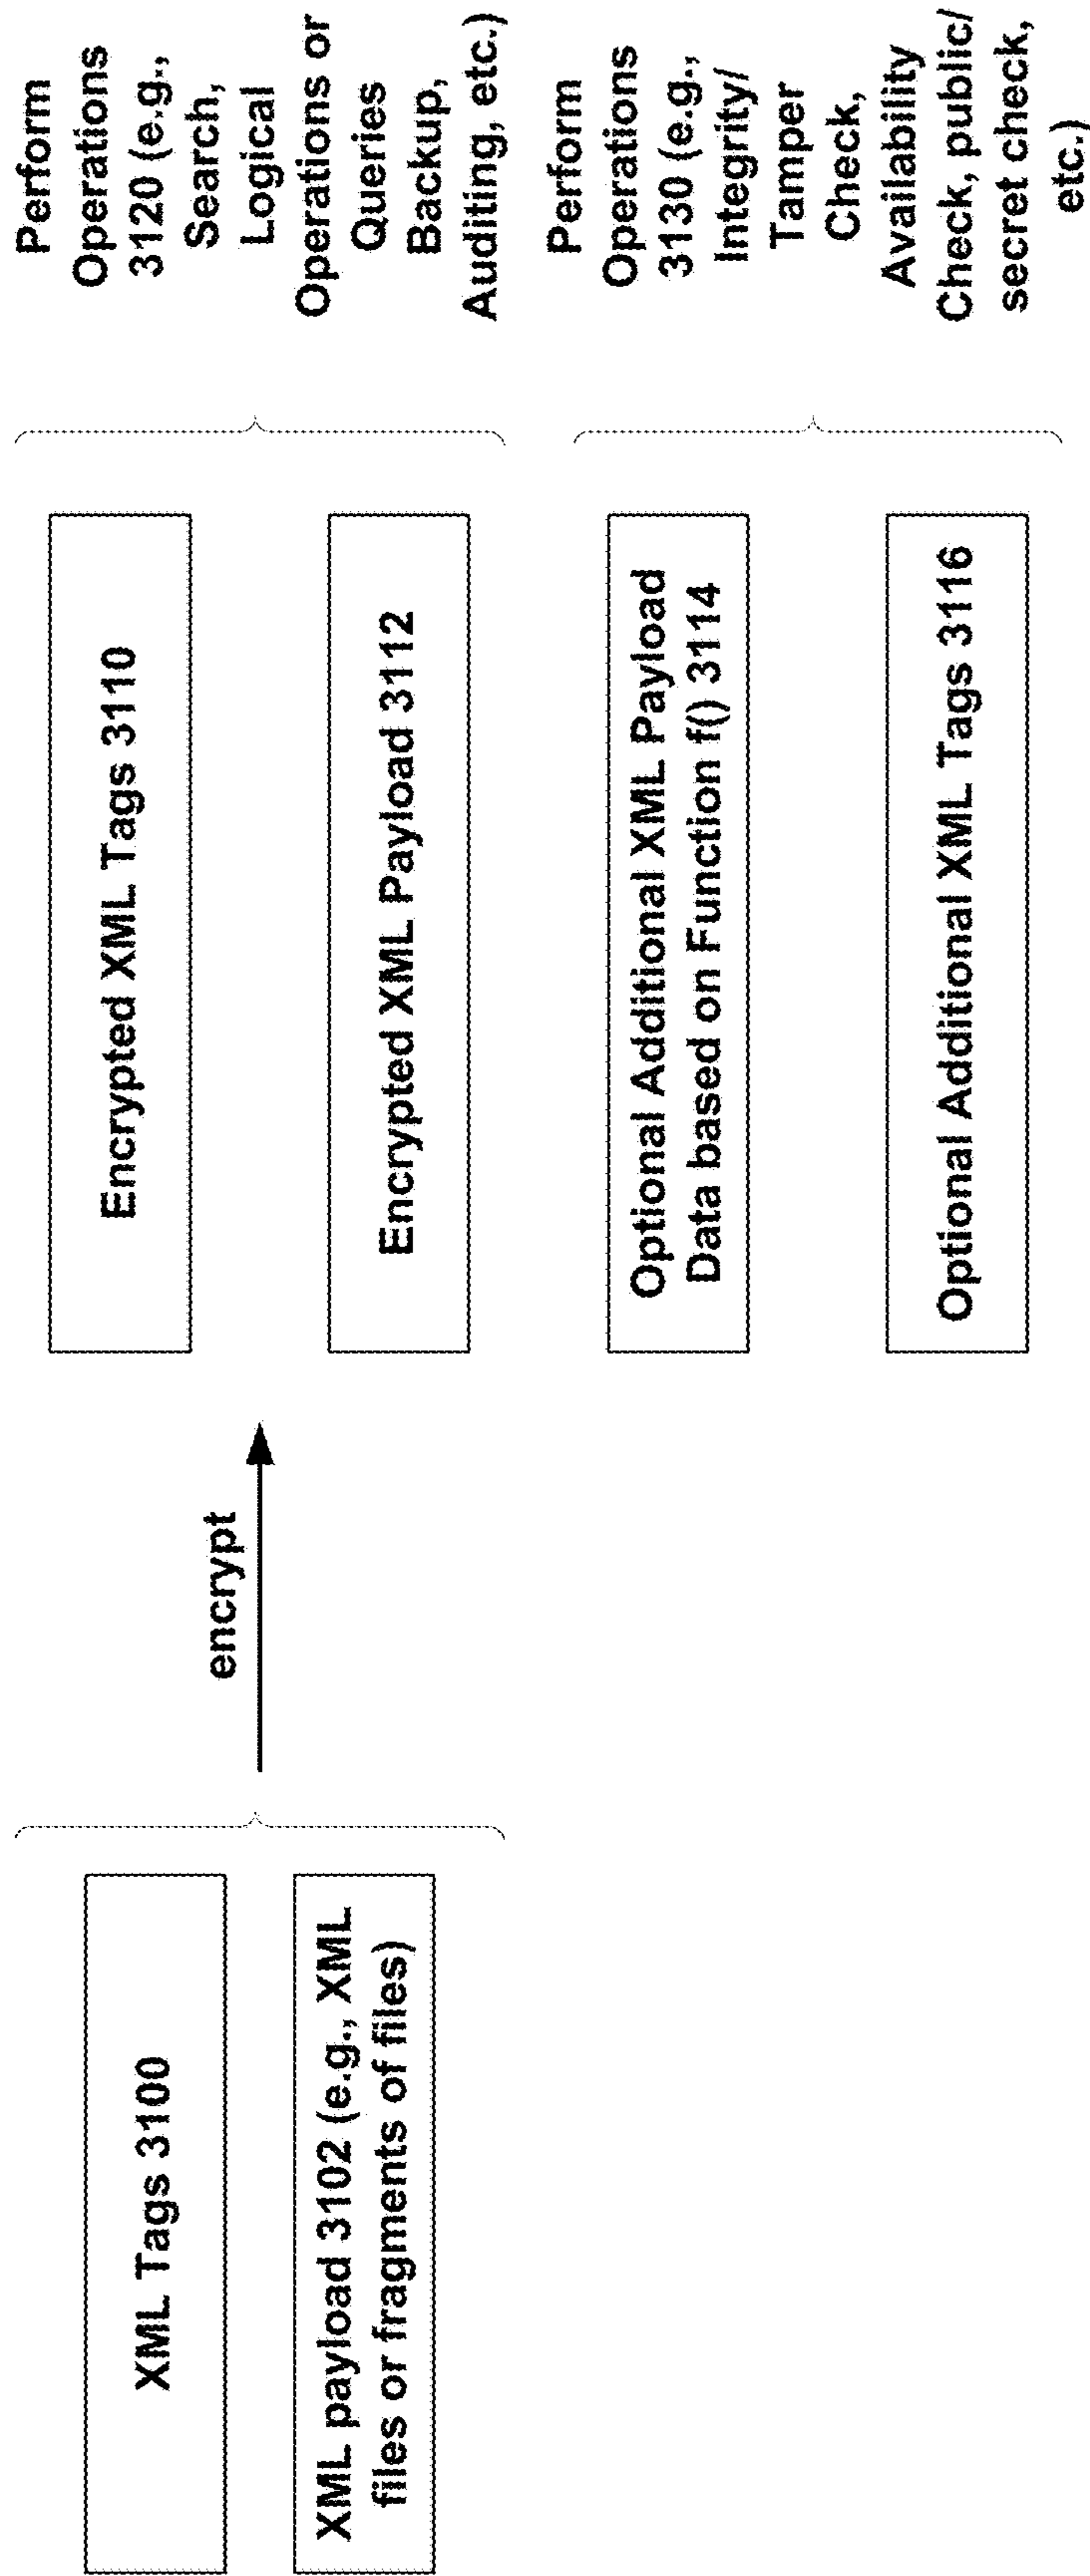 XML Tags 3100
XML payload 3102 (e.g., XML
files or fragments of files)
encrypt
Encrypted XML Tags 3110
Encrypted XML Payload 3112
Optional Additional XML Payload
Data based on Function f() 3114
Optional Additional XML Tags 3116
Perform
Operations
3120 (e.g.,
Search,
Logical
Operations or
Queries
Backup,
Auditing, etc.)
Perform
Operations
3130 (e.g.,
Integrity/
Tamper
Check,
Availability
Check, public/
secret check,
etc.)